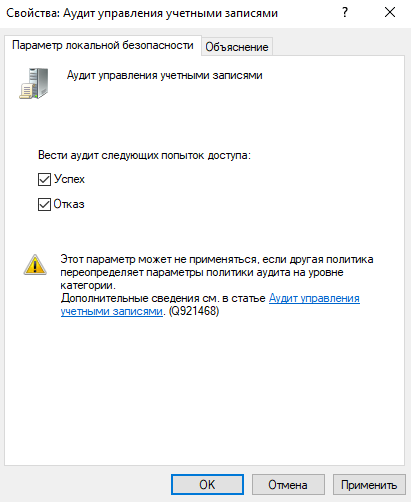 Свойства: Аудит управления учетными записями
?
Параметр локальной безопасности
Объяснение
Аудит управления учетными записями
Вести аудит следующих попыток доступа:
Успех
Отказ
Этот параметр может не применяться, если другая политика
переопределяет параметры политики аудита на уровне
категории.
Дополнительные сведения см. в статье Аудит управления
учетными записями. (Q921468)
OK
Отмена
Применить